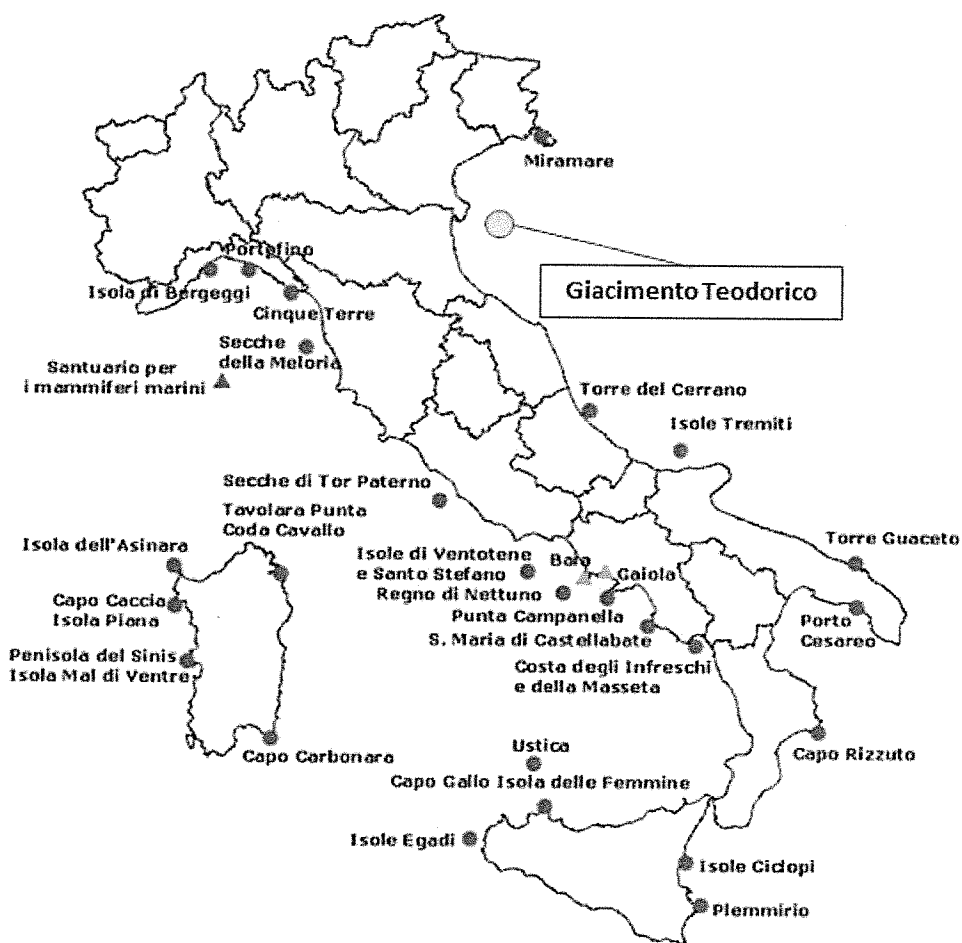 Miramare
Giacimento Teodorico
Portofino
Isola di Bergeggi
Cinque Terre
Secche
della Meloria
Santuario per
i mammiferi marini
Torre del Cerrano
Isole Tremiti
Secche di Tor Paterno
Tavolara Punta
Coda Cavallo
Isola dell'Asinara
Torre Guaceto
Isole di Ventotene
e Santo Stefano
Baia
Gaiola
Regno di Nettuno
Capo Caccia
Isola Piana
Punta Campanella
Porto
Cesareo
S. Maria di Castellabate
Penisola del Sinis
Isola Mal di Ventre
Costa degli Infreschi
e della Masseta
Capo Carbonara
Ustica
Capo Rizzuto
Capo Gallo Isola delle Femmine
Isole Egadi
Isole Ciclopi
Plemmirio